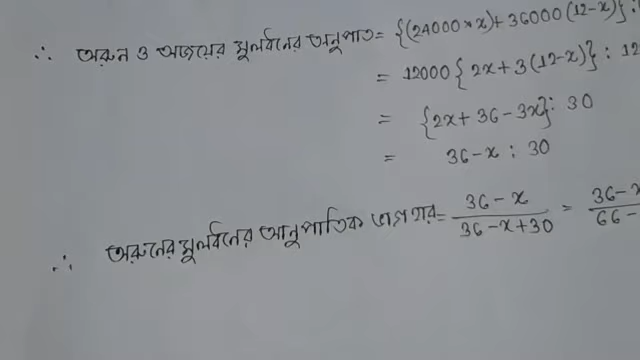 ∴ অরুন ও অজয়ের মূলধনের অনুপাত = {(24000 × x) + 36000 (12-x)} :
= 12000 { 2x + 3 (12-x)} : 12
= {2x + 36 - 3x} : 30
= 36 - x : 30
∴ অরুনের মূলধনের আনুপাতিক ভাগহার = (36 - x)/(36 - x + 30) = (36 - x)/(66 -